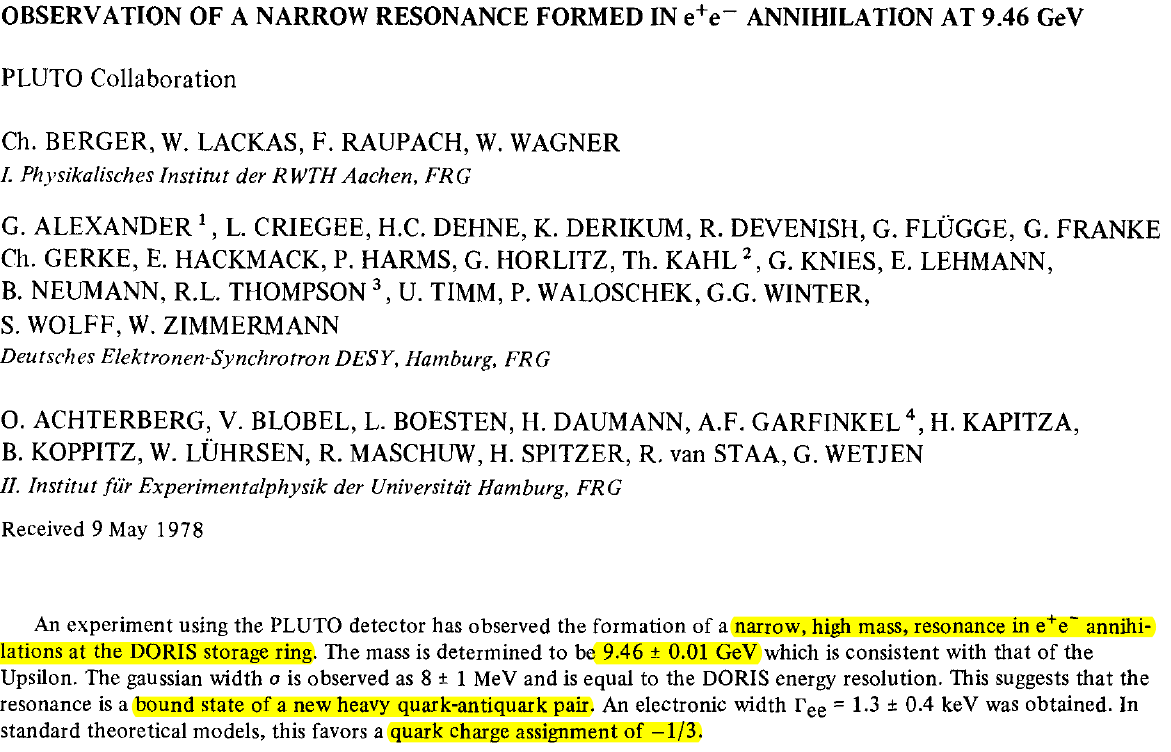 OBSERVATION OF A NARROW RESONANCE FORMED IN e⁺e⁻ ANNIHILATION AT 9.46 GeV
PLUTO Collaboration
Ch. BERGER, W. LACKAS, F. RAUPACH, W. WAGNER
I. Physikalisches Institut der RWTH Aachen, FRG
G. ALEXANDER ¹, L. CRIEGEE, H.C. DEHNE, K. DERIKUM, R. DEVENISH, G. FLÜGGE, G. FRANKE
Ch. GERKE, E. HACKMACK, P. HARMS, G. HORLITZ, Th. KAHL ², G. KNIES, E. LEHMANN,
B. NEUMANN, R.L. THOMPSON ³, U. TIMM, P. WALOSCHEK, G.G. WINTER,
S. WOLFF, W. ZIMMERMANN
Deutsches Elektronen-Synchrotron DESY, Hamburg, FRG
O. ACHTERBERG, V. BLOBEL, L. BOESTEN, H. DAUMANN, A.F. GARFINKEL ⁴, H. KAPITZA,
B. KOPPITZ, W. LÜHRSEN, R. MASCHUW, H. SPITZER, R. van STAA, G. WETJEN
II. Institut für Experimentalphysik der Universität Hamburg, FRG
Received 9 May 1978
An experiment using the PLUTO detector has observed the formation of a narrow, high mass, resonance in e⁺e⁻ annihi-
lations at the DORIS storage ring. The mass is determined to be 9.46 ± 0.01 GeV which is consistent with that of the
Upsilon. The gaussian width σ is observed as 8 ± 1 MeV and is equal to the DORIS energy resolution. This suggests that the
resonance is a bound state of a new heavy quark-antiquark pair. An electronic width Γee = 1.3 ± 0.4 keV was obtained. In
standard theoretical models, this favors a quark charge assignment of −1/3.